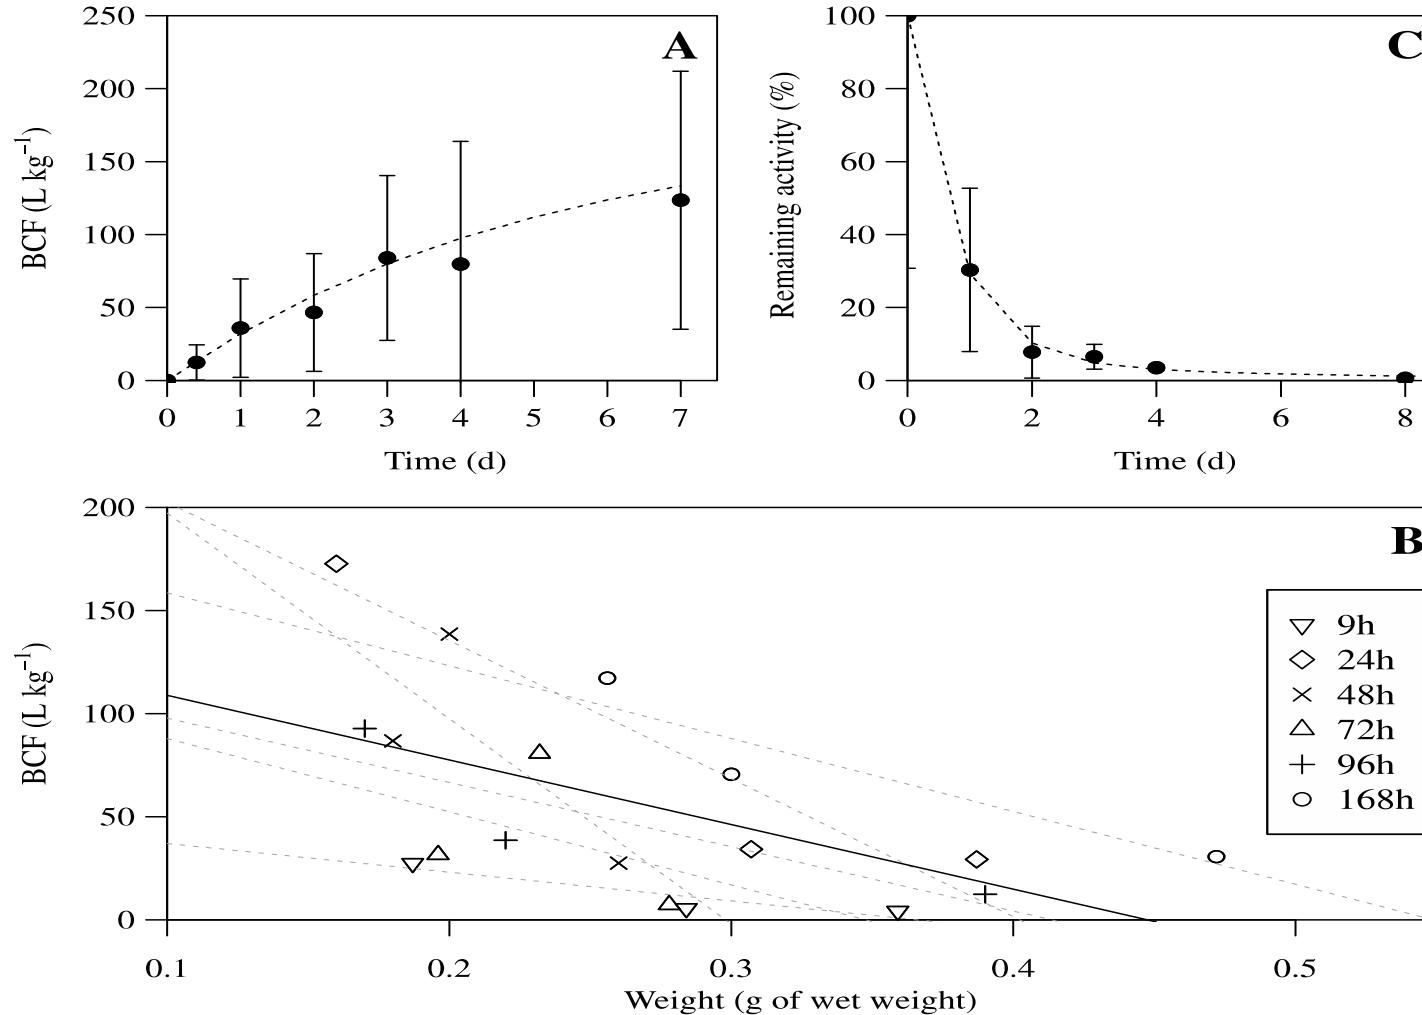 A
BCF (L kg⁻¹)
250
200
150
100
50
0
0 1 2 3 4 5 6 7
Time (d)
C
Remaining activity (%)
100
80
60
40
20
0
0 2 4 6 8
Time (d)
B
BCF (L kg⁻¹)
200
150
100
50
0
9h
24h
48h
72h
96h
168h
0.1 0.2 0.3 0.4 0.5
Weight (g of wet weight)